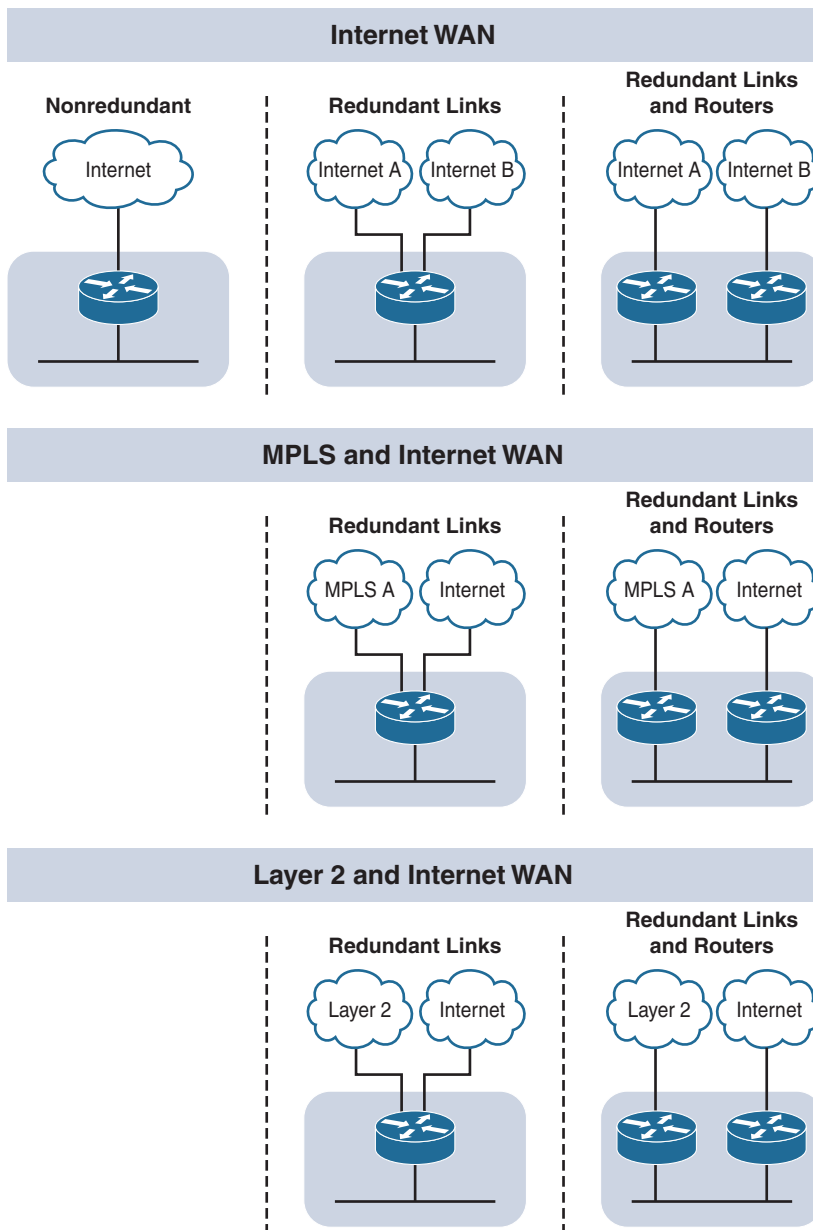 Internet WAN
Nonredundant
Redundant Links
Redundant Links
and Routers
Internet
Internet A
Internet B
Internet A
Internet B
MPLS and Internet WAN
Redundant Links
Redundant Links
and Routers
MPLS A
Internet
MPLS A
Internet
Layer 2 and Internet WAN
Redundant Links
Redundant Links
and Routers
Layer 2
Internet
Layer 2
Internet